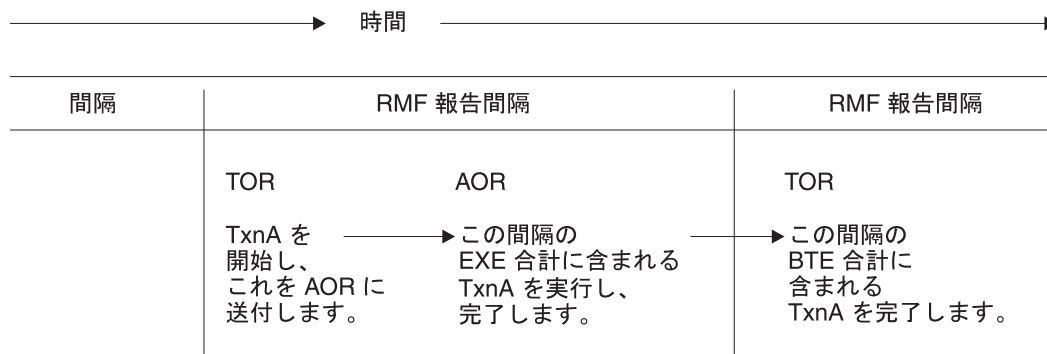 時間
間隔
RMF 報告間隔
RMF 報告間隔
TOR
TxnA を
開始し、
これを AOR に
送付します。
AOR
この間隔の
EXE 合計に含まれる
TxnA を実行し、
完了します。
TOR
この間隔の
BTE 合計に
含まれる
TxnA を完了します。